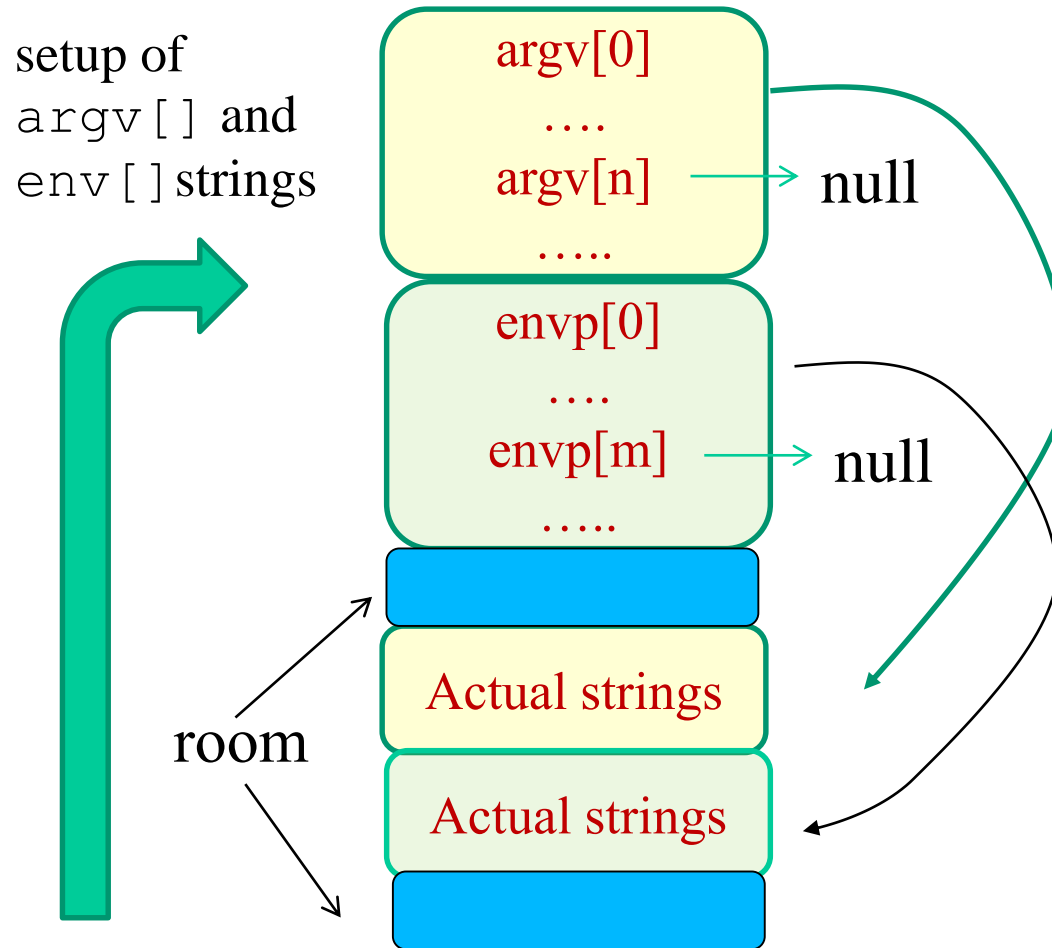 setup of
argv[] and
env[]strings
argv[0]
....
argv[n]
null
.....
envp[0]
....
envp[m]
null
.....
room
Actual strings
Actual strings